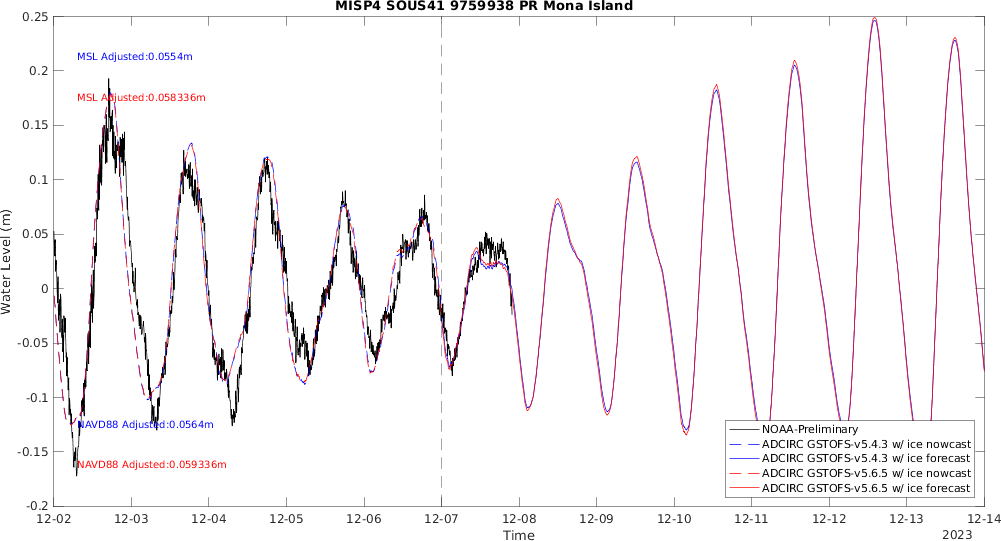 MISP4 SOUS41 9759938 PR Mona Island
0.25
0.2
0.15
0.1
0.05
0
-0.05
-0.1
-0.15
-0.2
Water Level (m)
MSL Adjusted:0.0554m
MSL Adjusted:0.058336m
NAVD88 Adjusted:0.0564m
NAVD88 Adjusted:0.059336m
NOAA-Preliminary
ADCIRC GSTOFS-v5.4.3 w/ ice nowcast
ADCIRC GSTOFS-v5.4.3 w/ ice forecast
ADCIRC GSTOFS-v5.6.5 w/ ice nowcast
ADCIRC GSTOFS-v5.6.5 w/ ice forecast
12-02 12-03 12-04 12-05 12-06 12-07 12-08 12-09 12-10 12-11 12-12 12-13 12-14
Time
2023